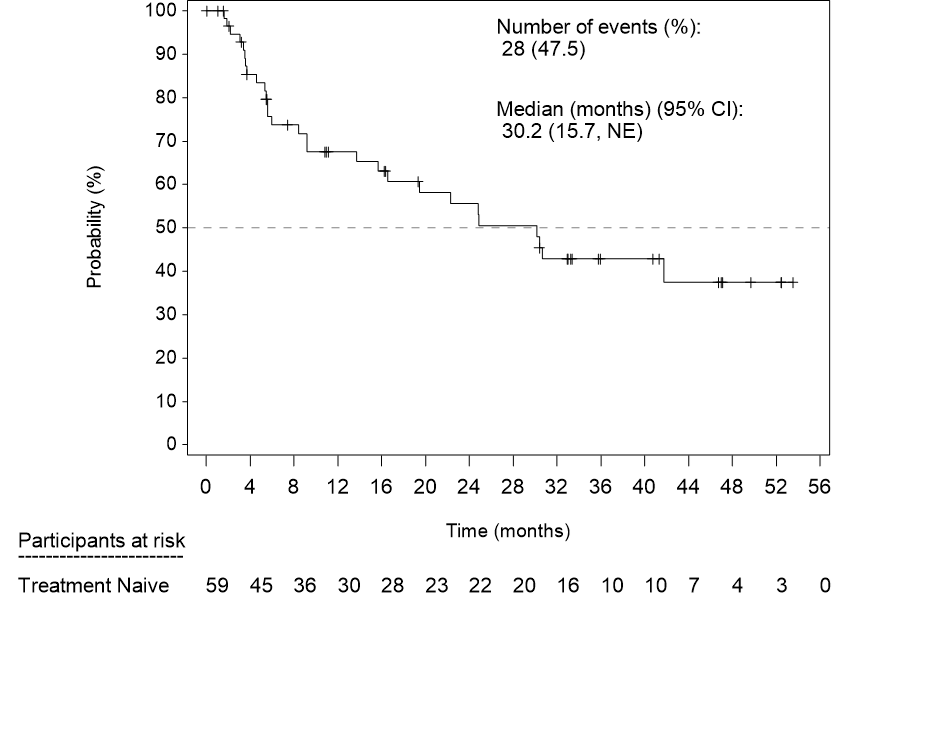 100
90
80
70
60
50
40
30
20
10
0
Probability (%)
Number of events (%):
28 (47.5)
Median (months) (95% CI):
30.2 (15.7, NE)
0 4 8 12 16 20 24 28 32 36 40 44 48 52 56
Time (months)
Participants at risk
------------------------
Treatment Naive 59 45 36 30 28 23 22 20 16 10 10 7 4 3 0